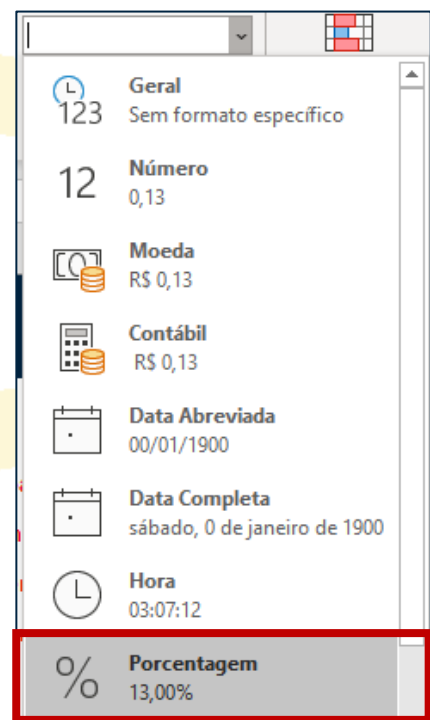 Geral
123
Sem formato específico
12
Número
0,13
Moeda
R$ 0,13
Contábil
R$ 0,13
Data Abreviada
00/01/1900
Data Completa
sábado, 0 de janeiro de 1900
Hora
03:07:12
%
Porcentagem
13,00%